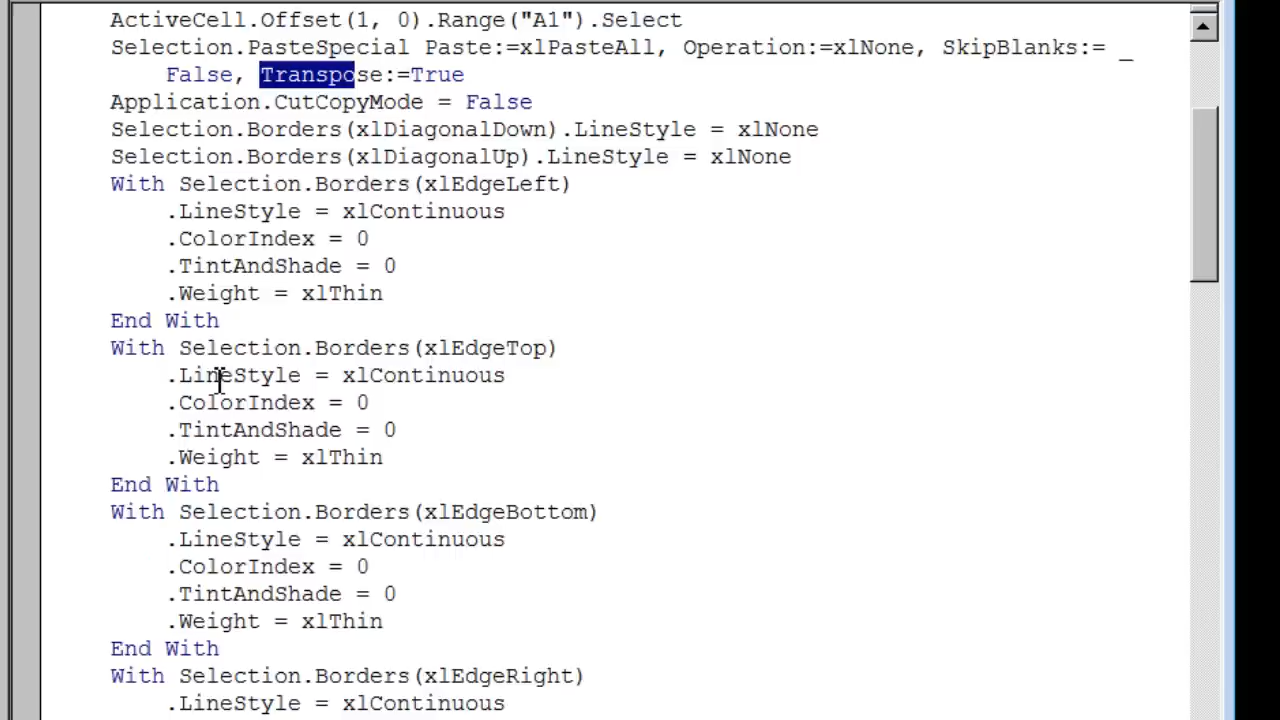 ActiveCell.Offset(1, 0).Range("A1").Select
Selection.PasteSpecial Paste:=xlPasteAll, Operation:=xlNone, SkipBlanks:= _
False, Transpose:=True
Application.CutCopyMode = False
Selection.Borders(xlDiagonalDown).LineStyle = xlNone
Selection.Borders(xlDiagonalUp).LineStyle = xlNone
With Selection.Borders(xlEdgeLeft)
.LineStyle = xlContinuous
.ColorIndex = 0
.TintAndShade = 0
.Weight = xlThin
End With
With Selection.Borders(xlEdgeTop)
.LineStyle = xlContinuous
.ColorIndex = 0
.TintAndShade = 0
.Weight = xlThin
End With
With Selection.Borders(xlEdgeBottom)
.LineStyle = xlContinuous
.ColorIndex = 0
.TintAndShade = 0
.Weight = xlThin
End With
With Selection.Borders(xlEdgeRight)
.LineStyle = xlContinuous